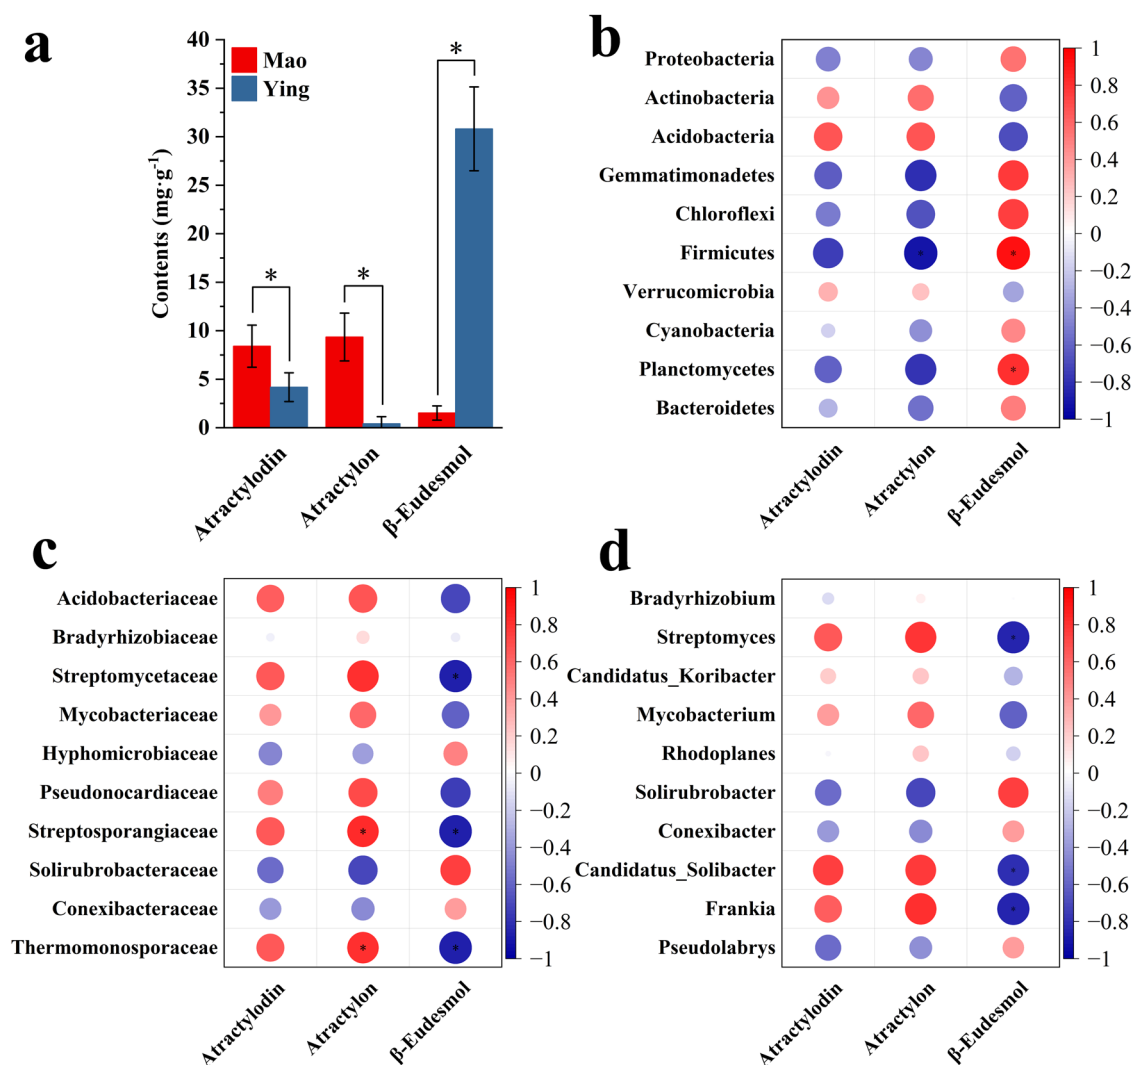 a
Contents (mg·g⁻¹)
40
35
30
25
20
15
10
5
0
Mao
Ying
*
*
*
Atractylodin
Atractylon
β-Eudesmol
b
Proteobacteria
Actinobacteria
Acidobacteria
Gemmatimonadetes
Chloroflexi
Firmicutes
* *
Verrucomicrobia
Cyanobacteria
Planctomycetes
*
Bacteroidetes
Atractylodin
Atractylon
β-Eudesmol
1
0.8
0.6
0.4
0.2
0
−0.2
−0.4
−0.6
−0.8
−1
c
Acidobacteriaceae
Bradyrhizobiaceae
Streptomycetaceae
*
Mycobacteriaceae
Hyphomicrobiaceae
Pseudonocardiaceae
Streptosporangiaceae
* *
Solirubrobacteraceae
Conexibacteraceae
Thermomonosporaceae
* *
Atractylodin
Atractylon
β-Eudesmol
1
0.8
0.6
0.4
0.2
0
−0.2
−0.4
−0.6
−0.8
−1
d
Bradyrhizobium
Streptomyces
*
Candidatus_Koribacter
Mycobacterium
Rhodoplanes
Solirubrobacter
Conexibacter
Candidatus_Solibacter
*
Frankia
*
Pseudolabrys
Atractylodin
Atractylon
β-Eudesmol
1
0.8
0.6
0.4
0.2
0
−0.2
−0.4
−0.6
−0.8
−1